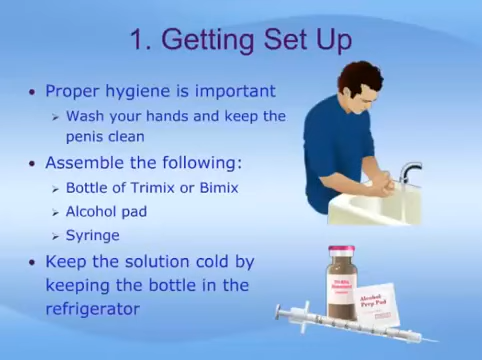 1. Getting Set Up
• Proper hygiene is important
➢ Wash your hands and keep the
penis clean
• Assemble the following:
➢ Bottle of Trimix or Bimix
➢ Alcohol pad
➢ Syringe
• Keep the solution cold by
keeping the bottle in the
refrigerator
Alcohol
Prep Pad